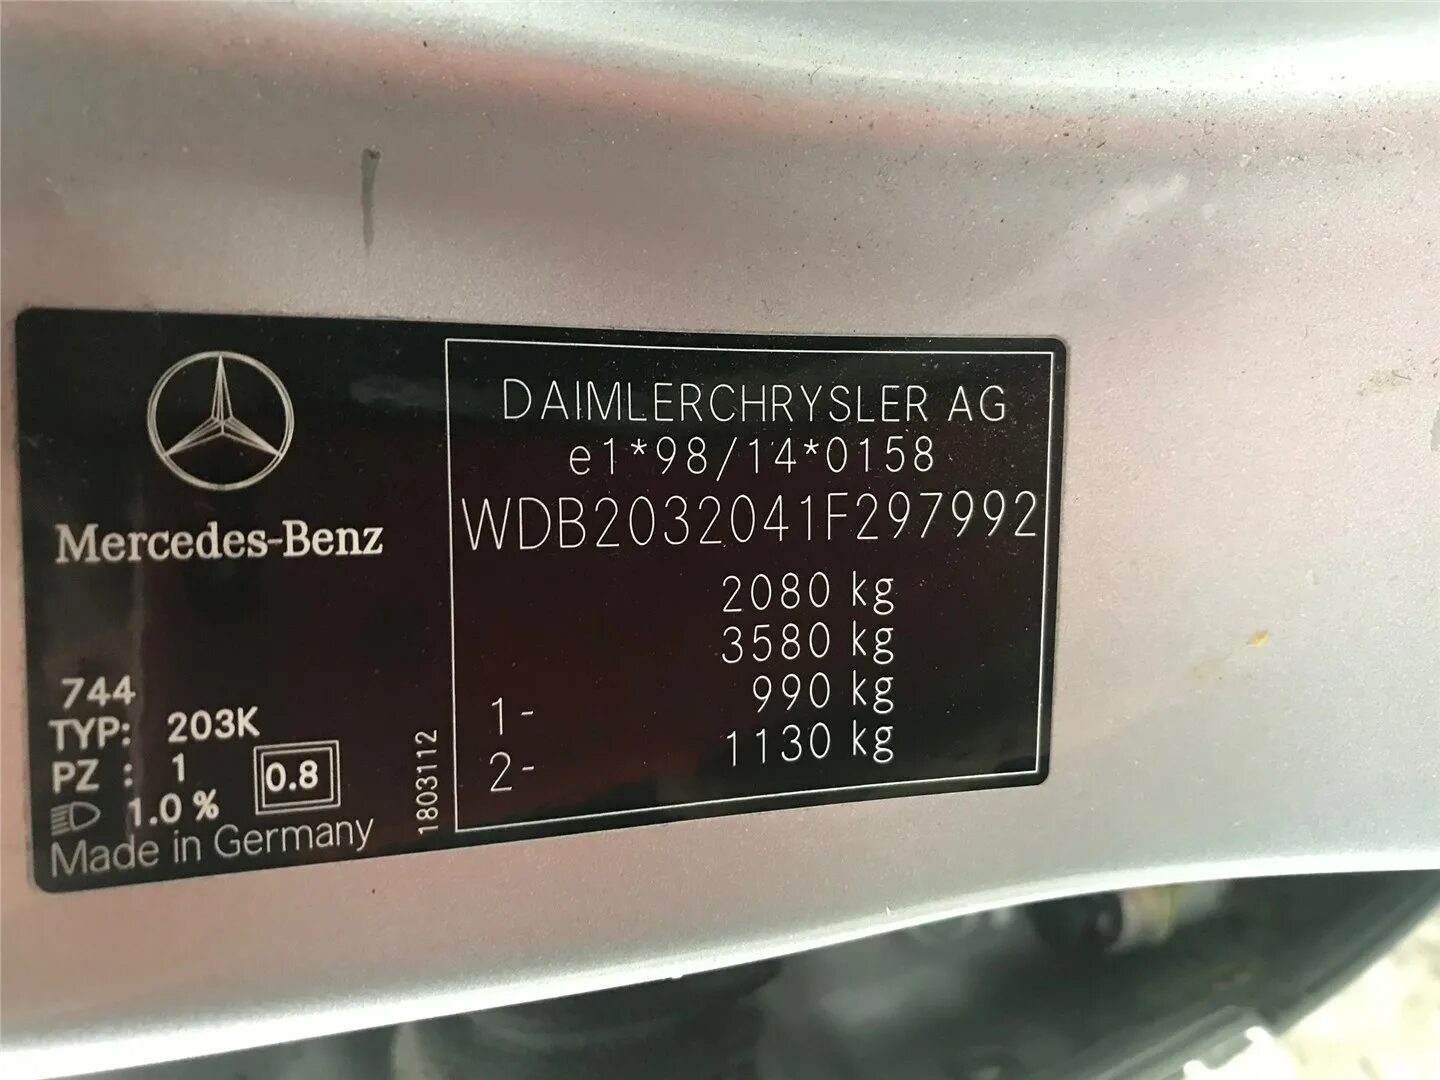 Mercedes-Benz
744
TYP: 203K
PZ : 1
1.0 %
0.8
Made in Germany
1803112
DAIMLERCHRYSLER AG
e1*98/14*0158
WDB2032041F297992
2080 kg
3580 kg
1- 990 kg
2- 1130 kg